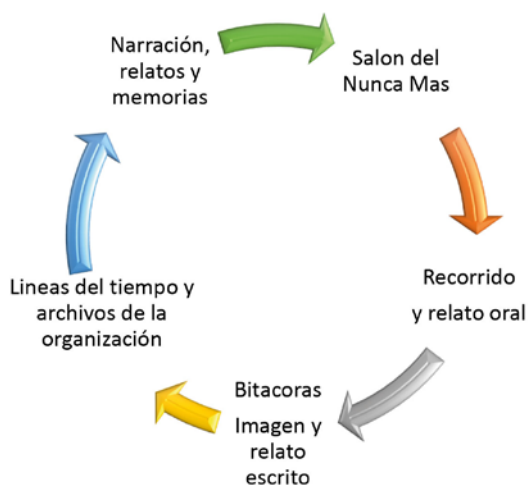 Narración,
relatos y
memorias
Salon del
Nunca Mas
Recorrido
y relato oral
Bitacoras
Imagen y
relato
escrito
Lineas del tiempo y
archivos de la
organización